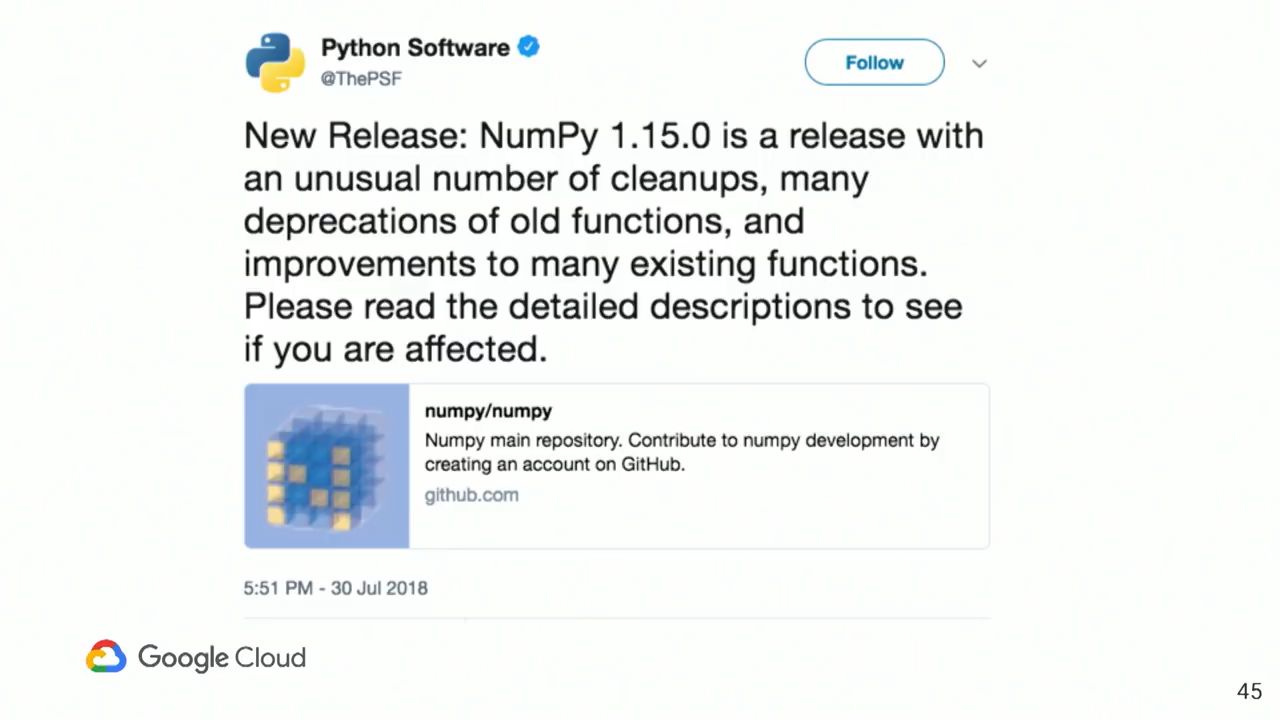 Python Software
@ThePSF
Follow
New Release: NumPy 1.15.0 is a release with
an unusual number of cleanups, many
deprecations of old functions, and
improvements to many existing functions.
Please read the detailed descriptions to see
if you are affected.
numpy/numpy
Numpy main repository. Contribute to numpy development by
creating an account on GitHub.
github.com
5:51 PM - 30 Jul 2018
Google Cloud
45